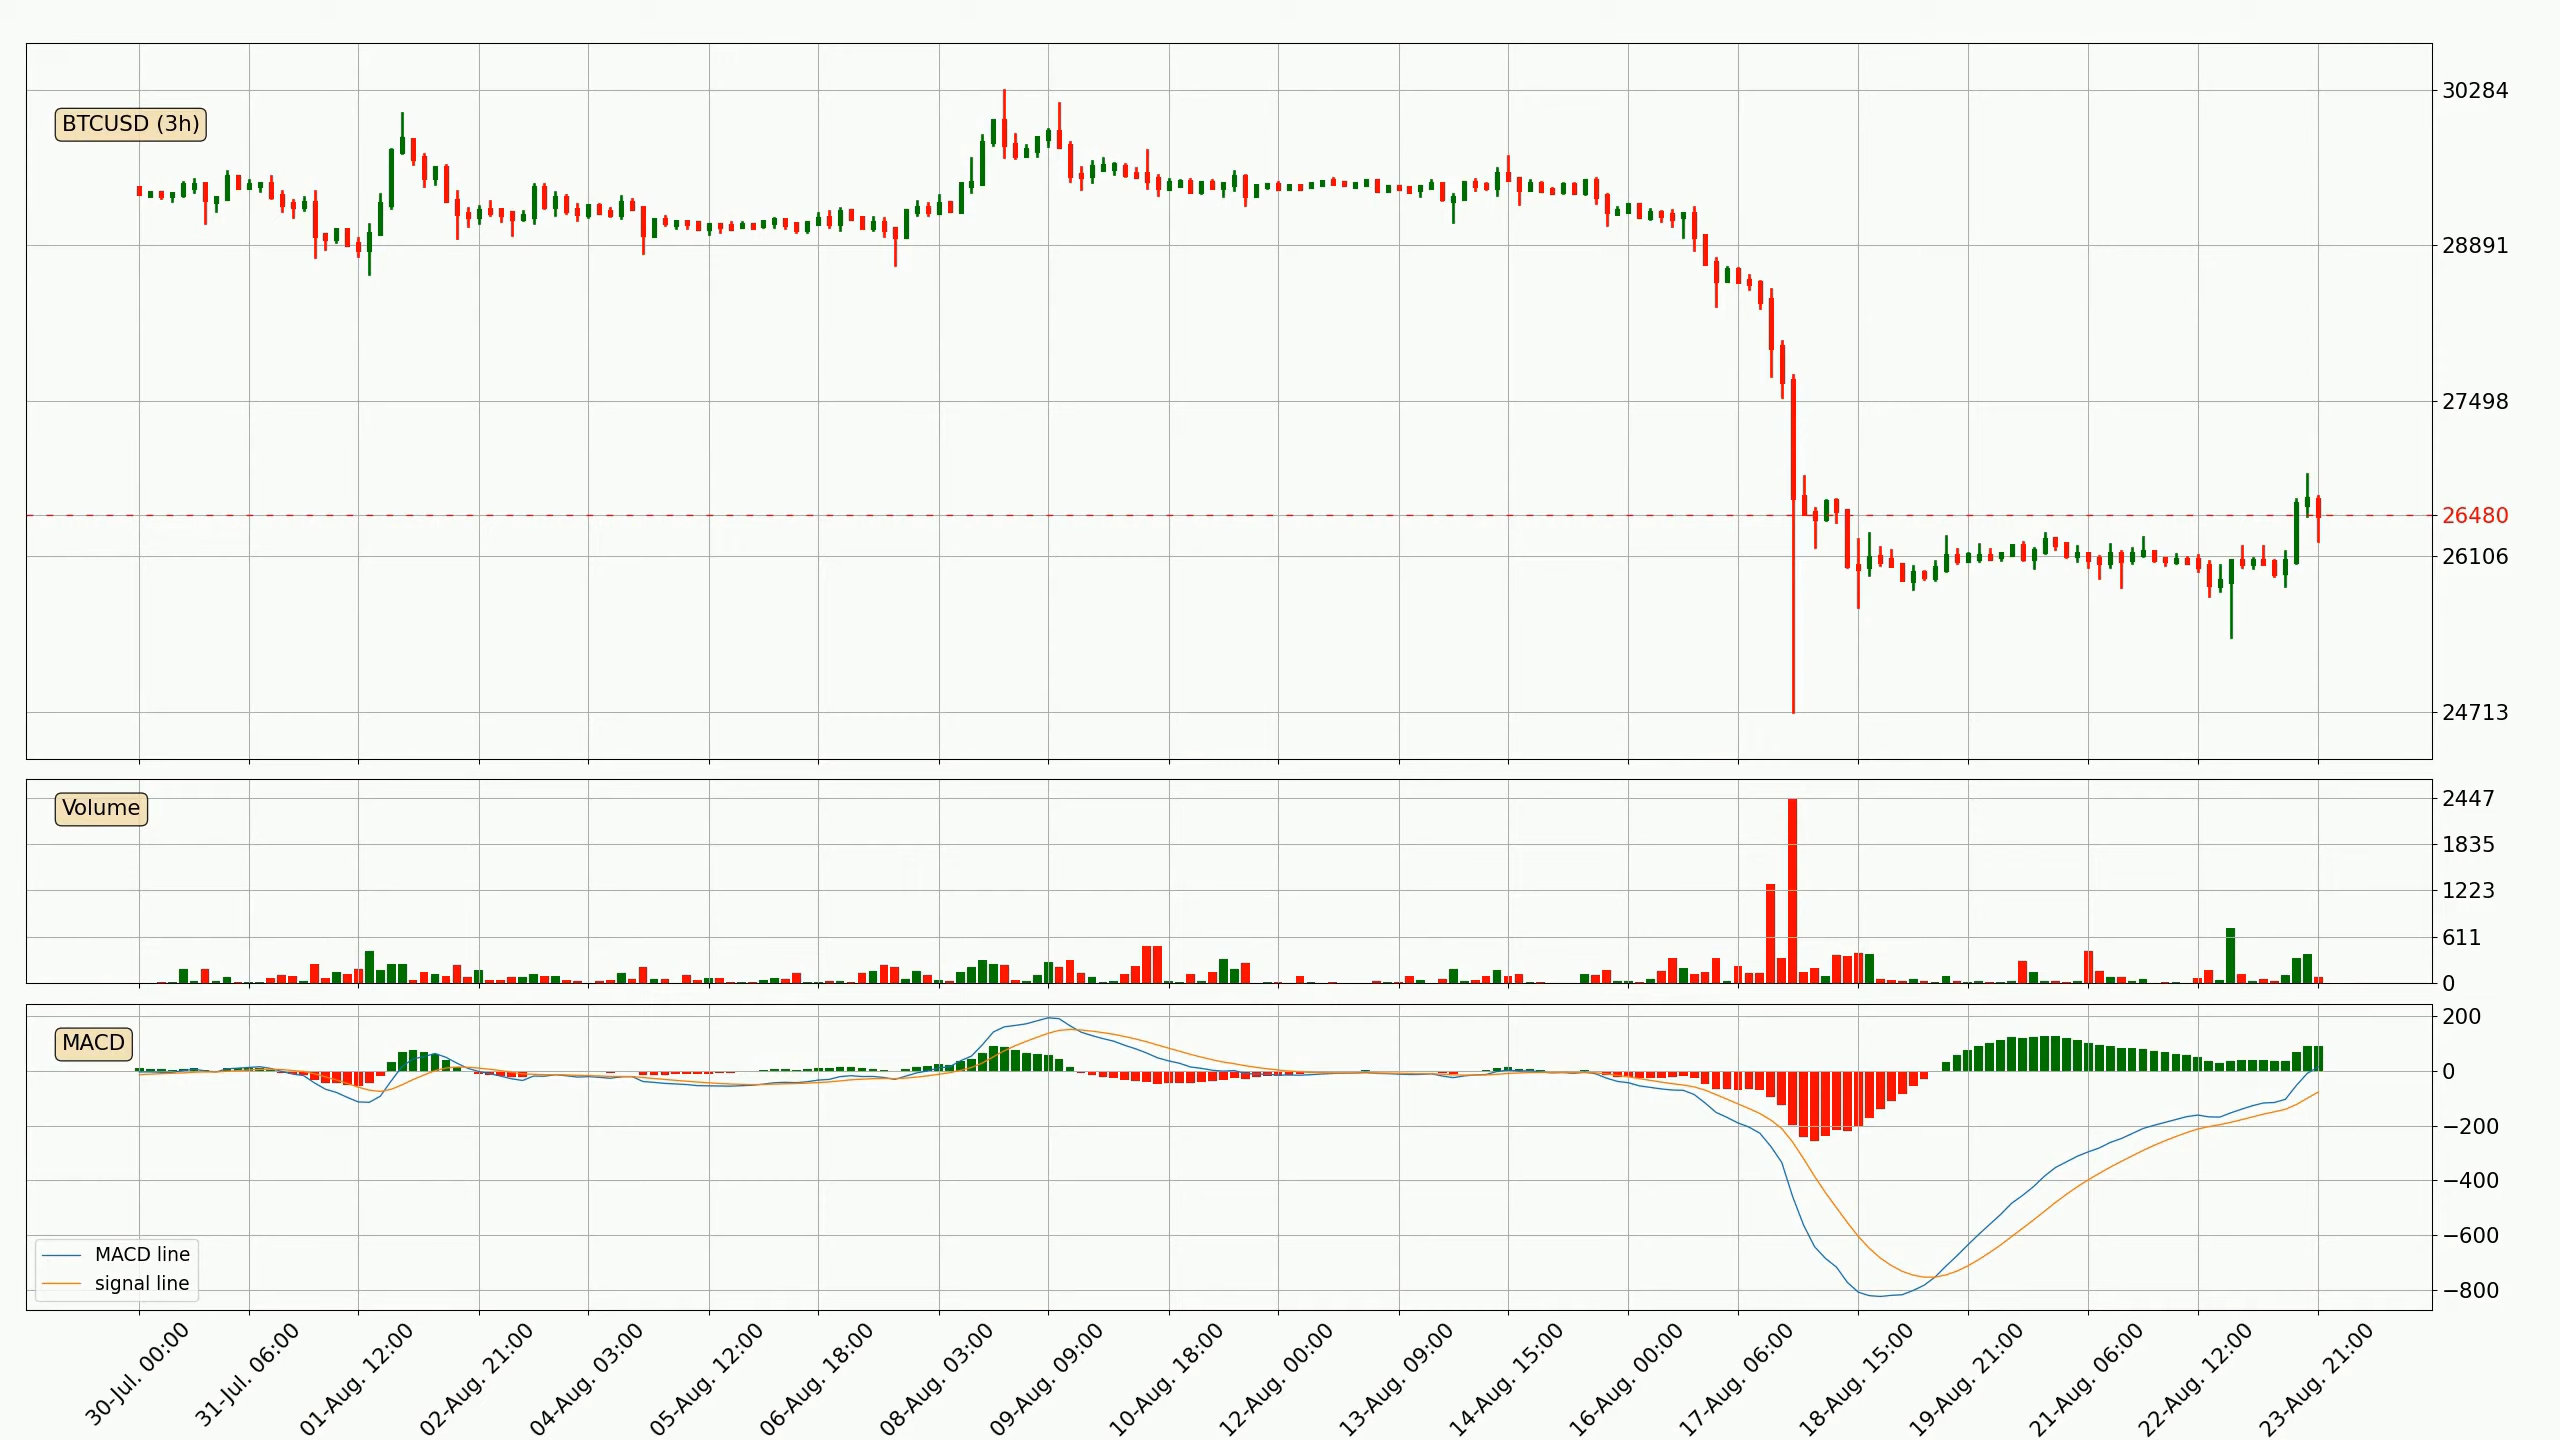 BTCUSD (3h)
30284
28891
27498
26480
26106
24713
Volume
2447
1835
1223
611
0
MACD
200
0
−200
−400
−600
−800
MACD line
signal line
30-Jul. 00:00
31-Jul. 06:00
01-Aug. 12:00
02-Aug. 21:00
04-Aug. 03:00
05-Aug. 12:00
06-Aug. 18:00
08-Aug. 03:00
09-Aug. 09:00
10-Aug. 18:00
12-Aug. 00:00
13-Aug. 09:00
14-Aug. 15:00
16-Aug. 00:00
17-Aug. 06:00
18-Aug. 15:00
19-Aug. 21:00
21-Aug. 06:00
22-Aug. 12:00
23-Aug. 21:00